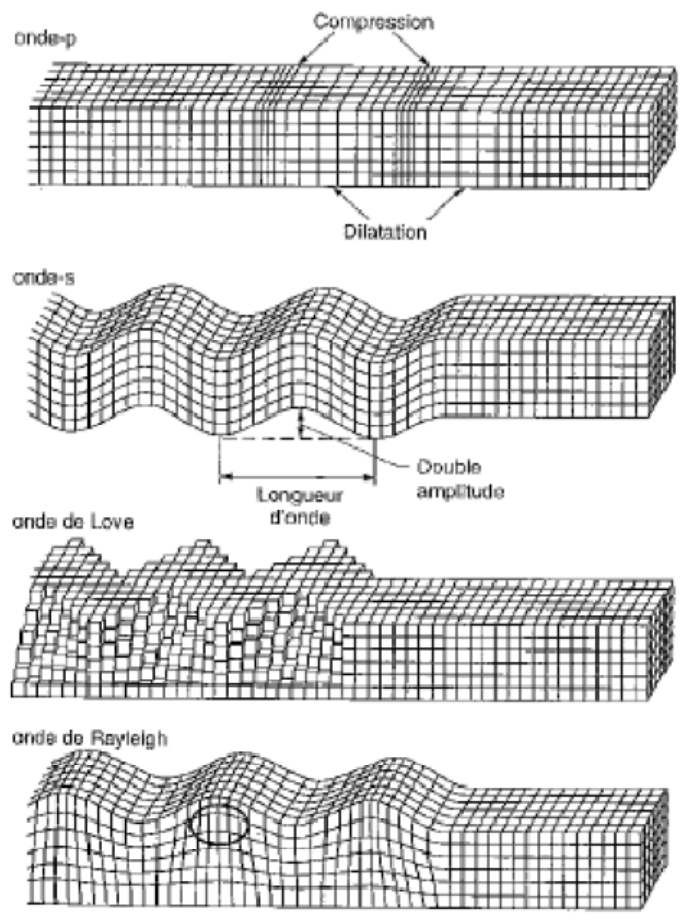 Compression
onde-p
Dilatation
onde-s
Double
amplitude
Longueur
d'onde
onde de Love
onde de Rayleigh